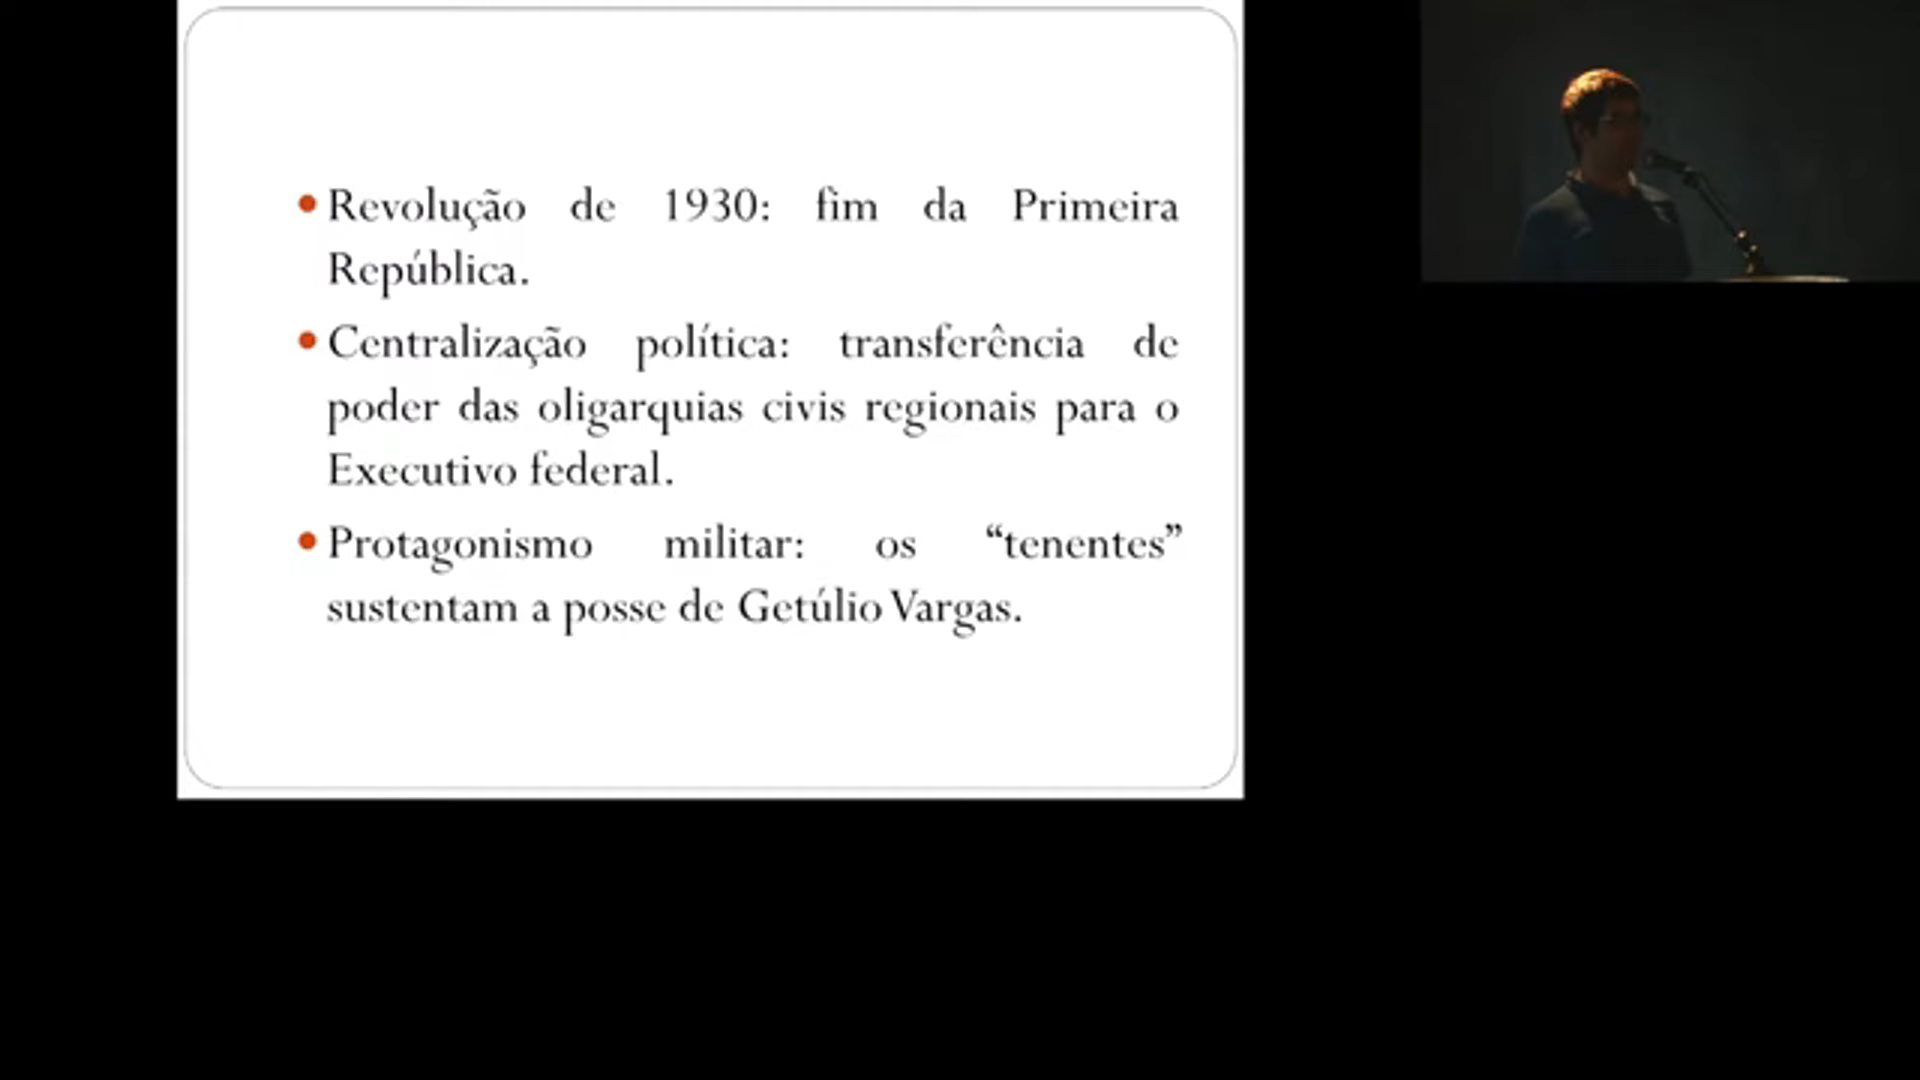 Revolução de 1930: fim da Primeira
República.
Centralização política: transferência de
poder das oligarquias civis regionais para o
Executivo federal.
Protagonismo militar: os “tenentes”
sustentam a posse de Getúlio Vargas.